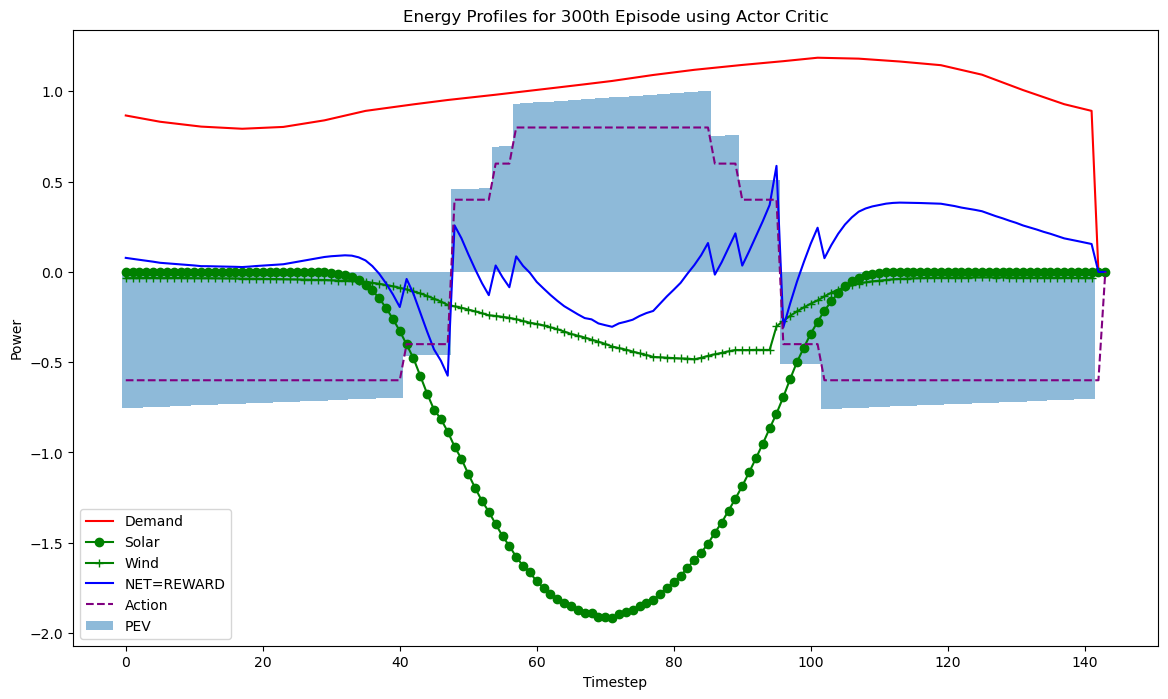 Energy Profiles for 300th Episode using Actor Critic
Power
1.0
0.5
0.0
−0.5
−1.0
−1.5
−2.0
Demand
Solar
Wind
NET=REWARD
Action
PEV
0 20 40 60 80 100 120 140
Timestep